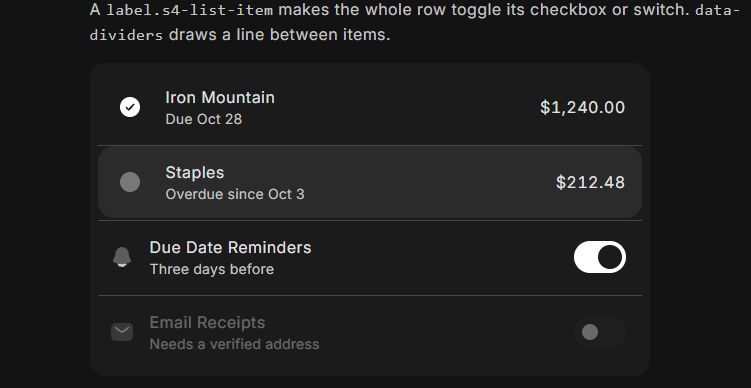 A label.s4-list-item makes the whole row toggle its checkbox or switch. data-
dividers draws a line between items.
Iron Mountain
$1,240.00
Due Oct 28
Staples
$212.48
Overdue since Oct 3
Due Date Reminders
Three days before
Email Receipts
Needs a verified address